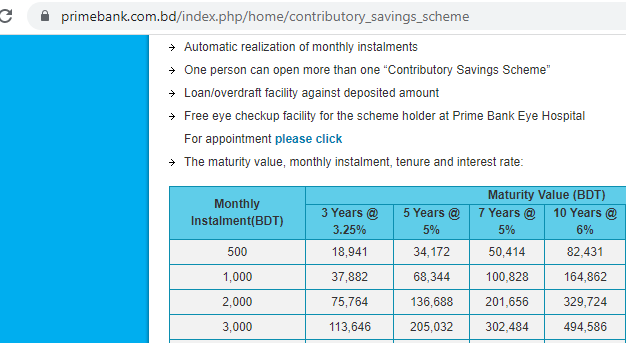 primebank.com.bd/index.php/home/contributory_savings_scheme
Automatic realization of monthly instalments
One person can open more than one “Contributory Savings Scheme”
Loan/overdraft facility against deposited amount
Free eye checkup facility for the scheme holder at Prime Bank Eye Hospital
For appointment please click
The maturity value, monthly instalment, tenure and interest rate:
Monthly
Instalment(BDT)
Maturity Value (BDT)
3 Years @ 5 Years @ 7 Years @ 10 Years @
3.25% 5% 5% 6%
500 18,941 34,172 50,414 82,431
1,000 37,882 68,344 100,828 164,862
2,000 75,764 136,688 201,656 329,724
3,000 113,646 205,032 302,484 494,586